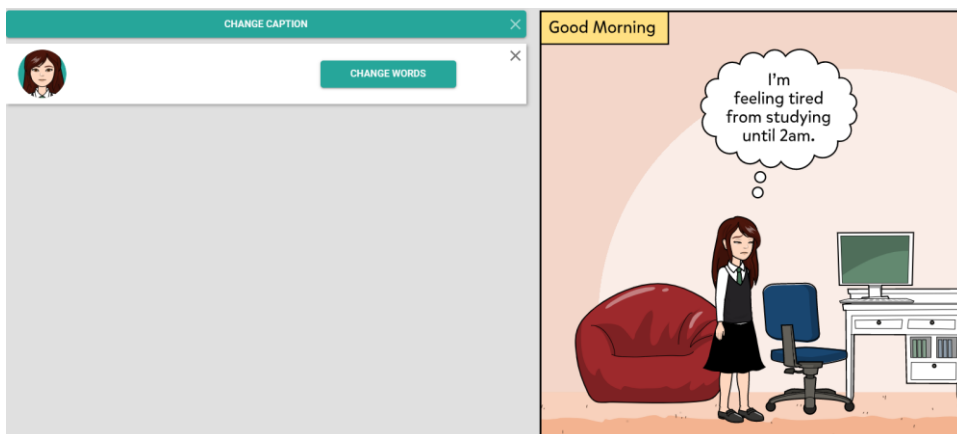 CHANGE CAPTION
CHANGE WORDS
Good Morning
I'm
feeling tired
from studying
until 2am.